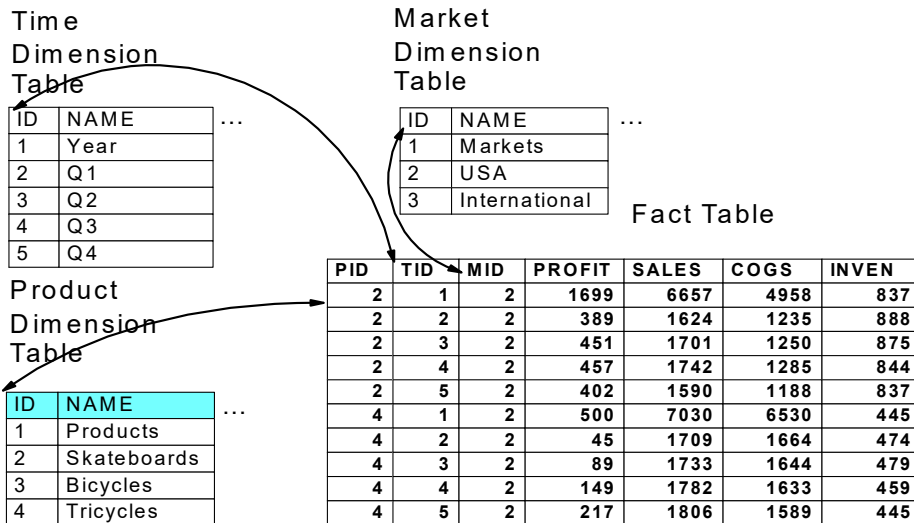 Time
Dimension
Table
ID NAME ...
1 Year
2 Q1
3 Q2
4 Q3
5 Q4
Market
Dimension
Table
ID NAME ...
1 Markets
2 USA
3 International
Product
Dimension
Table
ID NAME ...
1 Products
2 Skateboards
3 Bicycles
4 Tricycles
Fact Table
PID TID MID PROFIT SALES COGS INVEN
2 1 2 1699 6657 4958 837
2 2 2 389 1624 1235 888
2 3 2 451 1701 1250 875
2 4 2 457 1742 1285 844
2 5 2 402 1590 1188 837
4 1 2 500 7030 6530 445
4 2 2 45 1709 1664 474
4 3 2 89 1733 1644 479
4 4 2 149 1782 1633 459
4 5 2 217 1806 1589 445